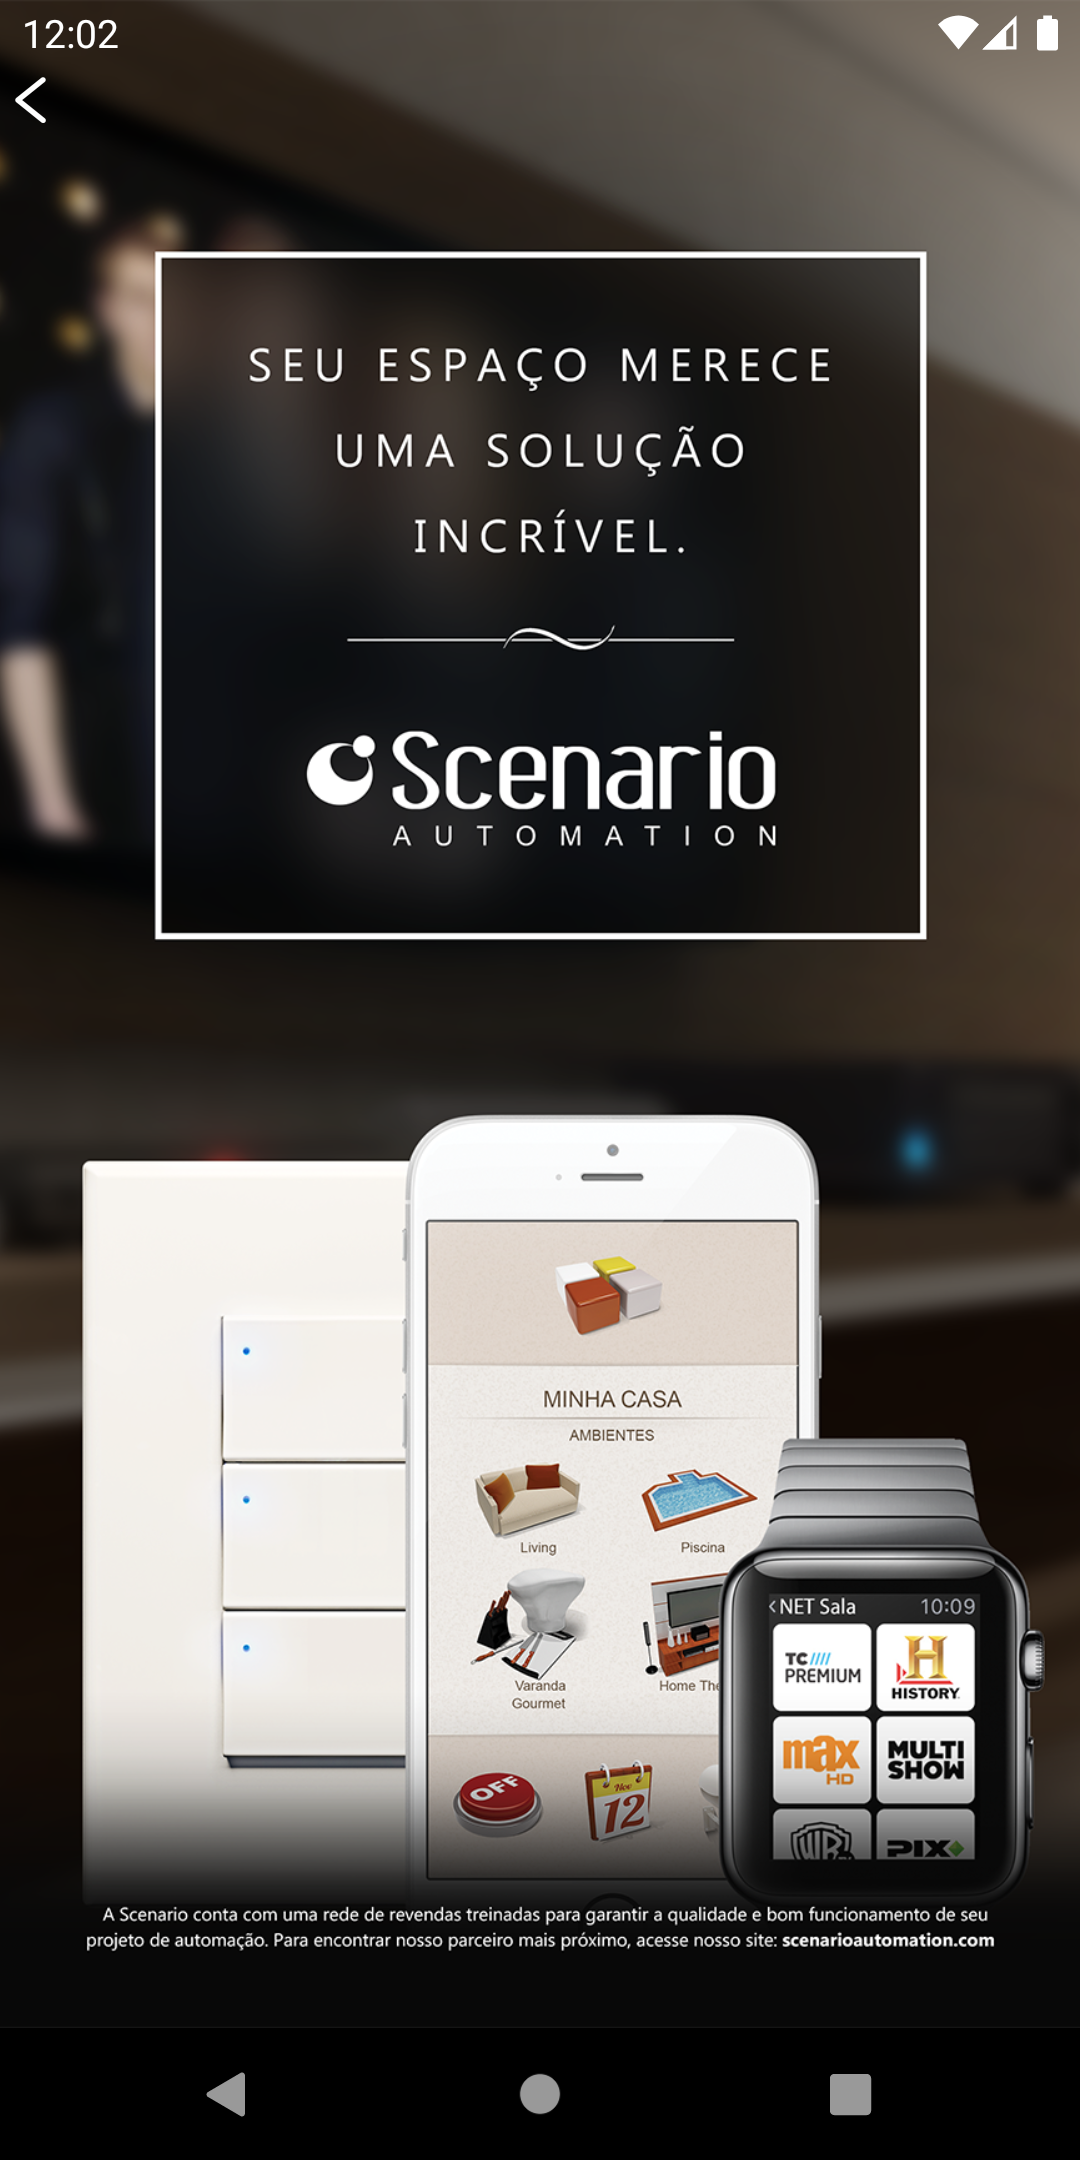 12:02
SEU ESPAÇO MERECE
UMA SOLUÇÃO
INCRÍVEL.
Scenario
AUTOMATION
MINHA CASA
AMBIENTES
Living
Piscina
Varanda
Gourmet
Home The
OFF
Nov
12
<NET Sala 10:09
TC
PREMIUM
H
HISTORY
max
HD
MULTI
SHOW
WB
PIX
A Scenario conta com uma rede de revendas treinadas para garantir a qualidade e bom funcionamento de seu
projeto de automação. Para encontrar nosso parceiro mais próximo, acesse nosso site: scenarioautomation.com